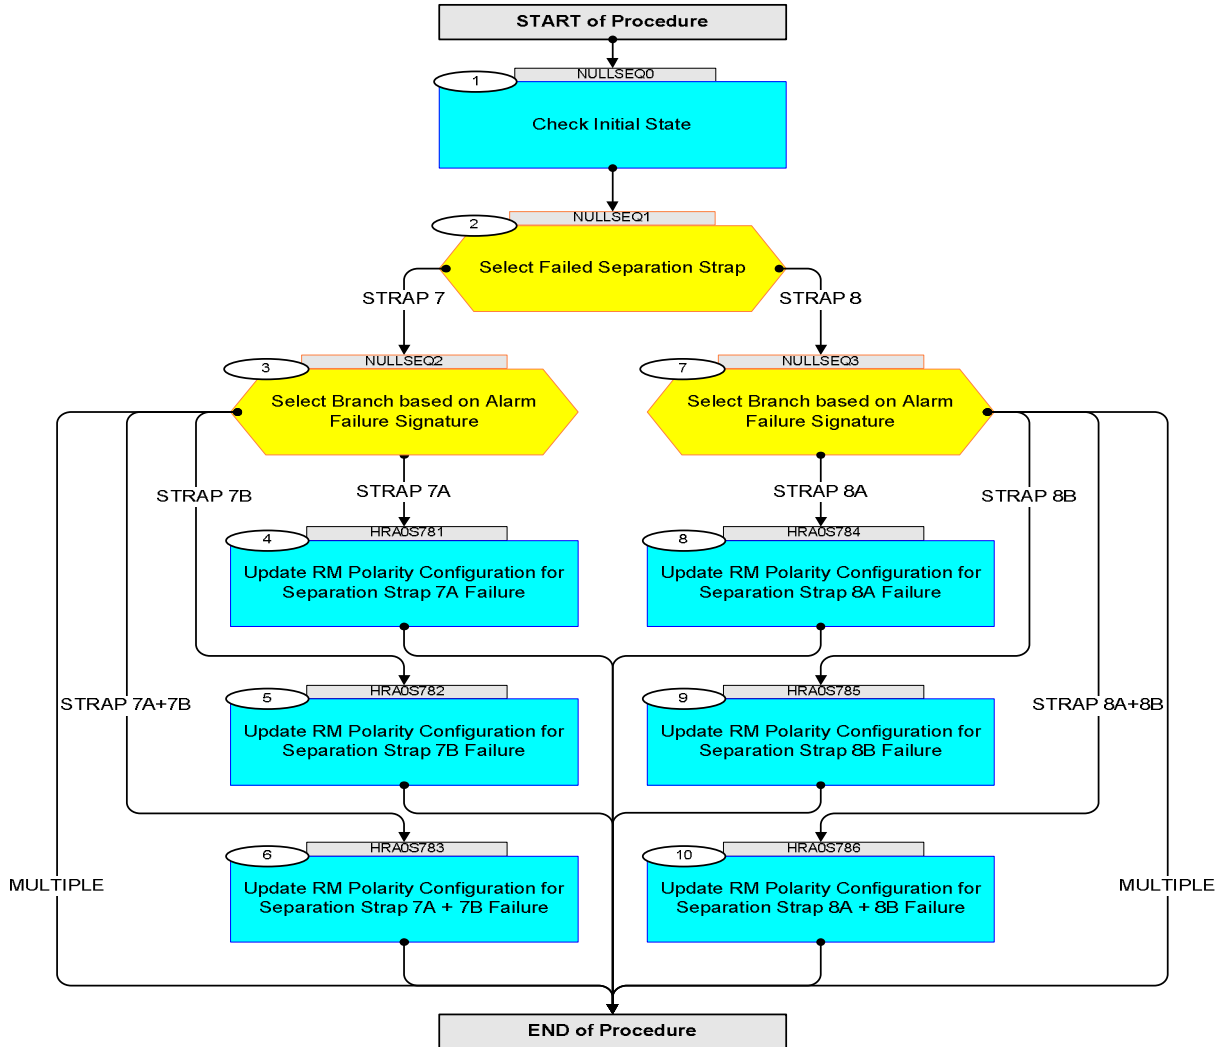 START of Procedure
NULLSEQ0
1
Check Initial State
NULLSEQ1
2
Select Failed Separation Strap
STRAP 7
STRAP 8
NULLSEQ2
3
Select Branch based on Alarm
Failure Signature
NULLSEQ3
7
Select Branch based on Alarm
Failure Signature
STRAP 7B
STRAP 7A
STRAP 8A
STRAP 8B
HRA0S781
4
Update RM Polarity Configuration for
Separation Strap 7A Failure
HRA0S784
8
Update RM Polarity Configuration for
Separation Strap 8A Failure
STRAP 7A+7B
HRA0S782
5
Update RM Polarity Configuration for
Separation Strap 7B Failure
HRA0S785
9
Update RM Polarity Configuration for
Separation Strap 8B Failure
STRAP 8A+8B
MULTIPLE
HRA0S783
6
Update RM Polarity Configuration for
Separation Strap 7A + 7B Failure
HRA0S786
10
Update RM Polarity Configuration for
Separation Strap 8A + 8B Failure
MULTIPLE
END of Procedure